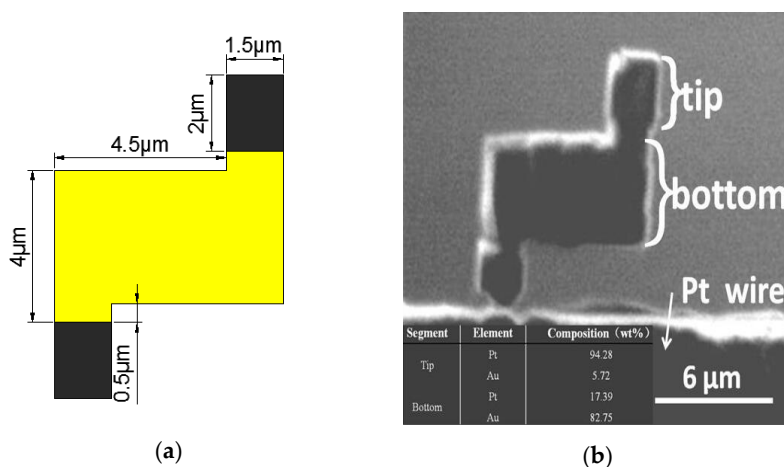 1.5μm
2μm
4.5μm
4μm
0.5μm
(a)
tip
bottom
Pt wire
Segment Element Composition (wt%)
Tip Pt 94.28
Au 5.72
Bottom Pt 17.39
Au 82.75
6 μm
(b)